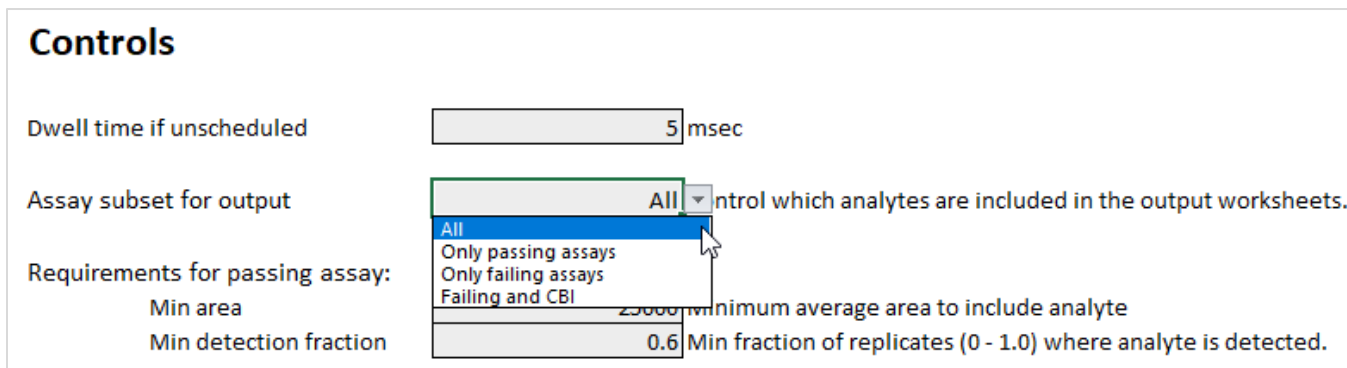 Controls
Dwell time if unscheduled 5 msec
Assay subset for output All ntrol which analytes are included in the output worksheets.
All
Only passing assays
Only failing assays
Failing and CBI
Requirements for passing assay:
Min area Minimum average area to include analyte
Min detection fraction 0.6 Min fraction of replicates (0 - 1.0) where analyte is detected.